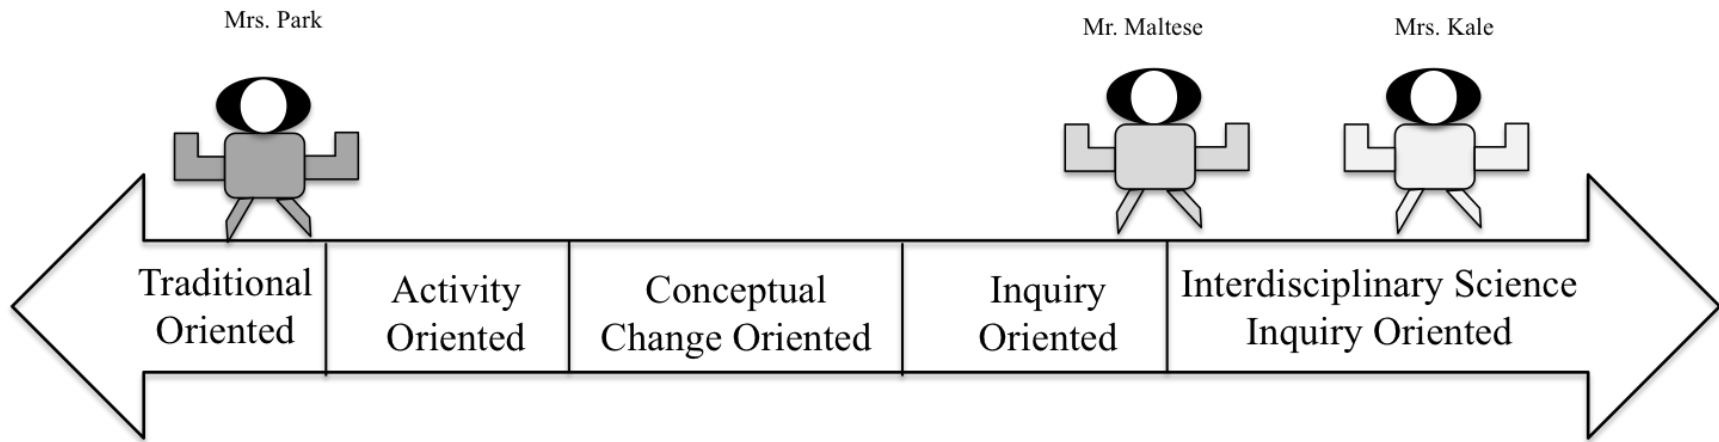 Mrs. Park
Mr. Maltese
Mrs. Kale
Traditional
Oriented
Activity
Oriented
Conceptual
Change Oriented
Inquiry
Oriented
Interdisciplinary Science
Inquiry Oriented